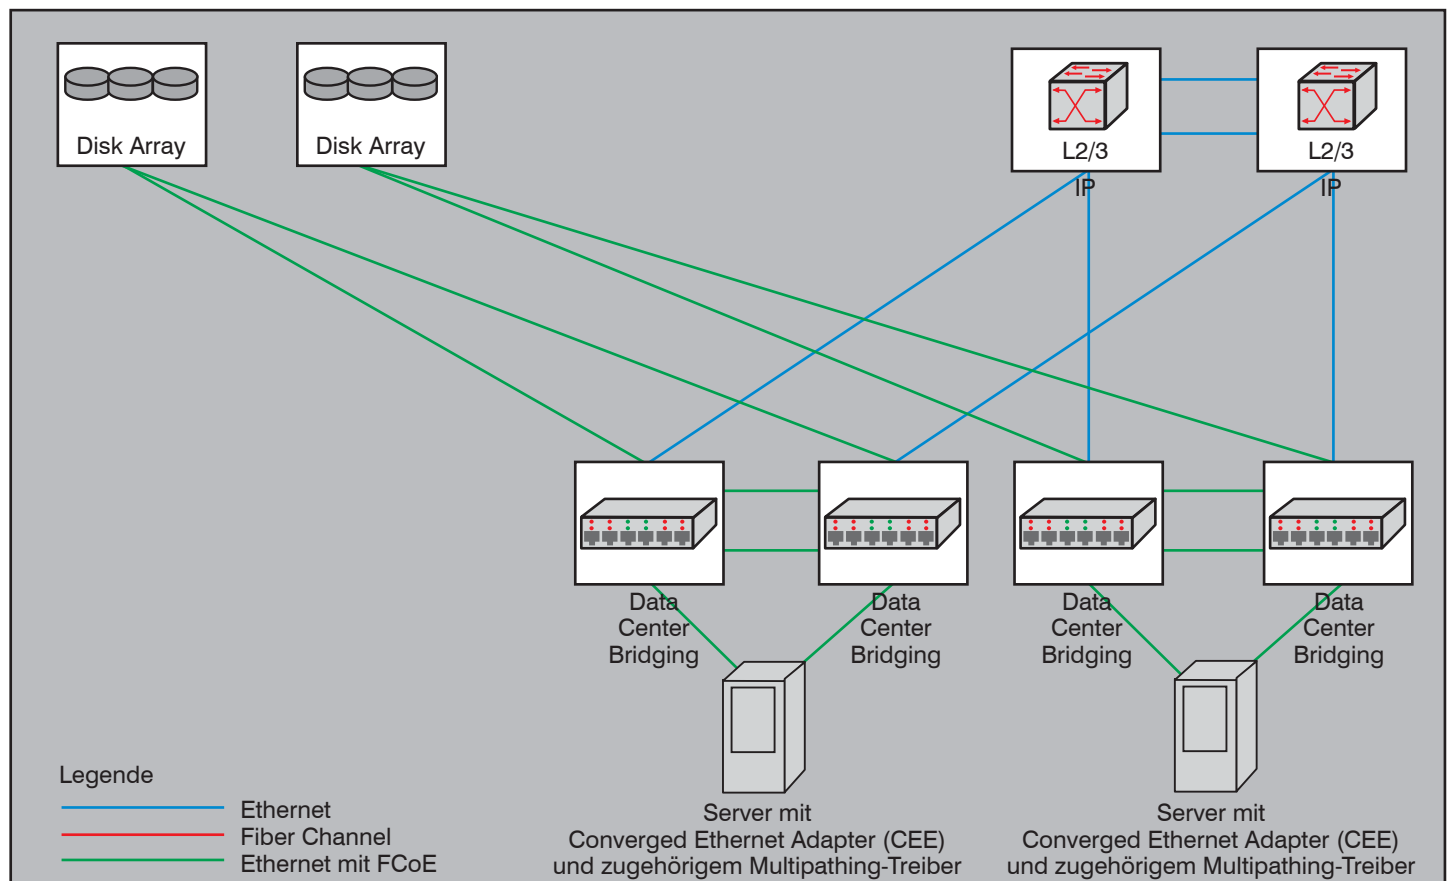 Disk Array
Disk Array
L2/3
L2/3
IP
IP
Data
Center
Bridging
Data
Center
Bridging
Data
Center
Bridging
Data
Center
Bridging
Legende
Ethernet
Fiber Channel
Ethernet mit FCoE
Server mit
Converged Ethernet Adapter (CEE)
und zugehörigem Multipathing-Treiber
Server mit
Converged Ethernet Adapter (CEE)
und zugehörigem Multipathing-Treiber